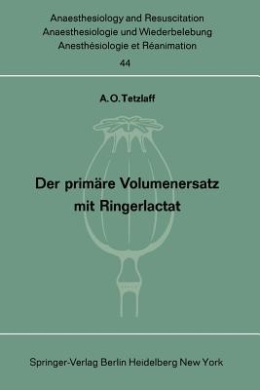 Anaesthesiology and Resuscitation
Anaesthesiologie und Wiederbelebung
Anesthésiologie et Réanimation
44
A. O. Tetzlaff
Der primäre Volumenersatz
mit Ringerlactat
Springer-Verlag Berlin Heidelberg New York